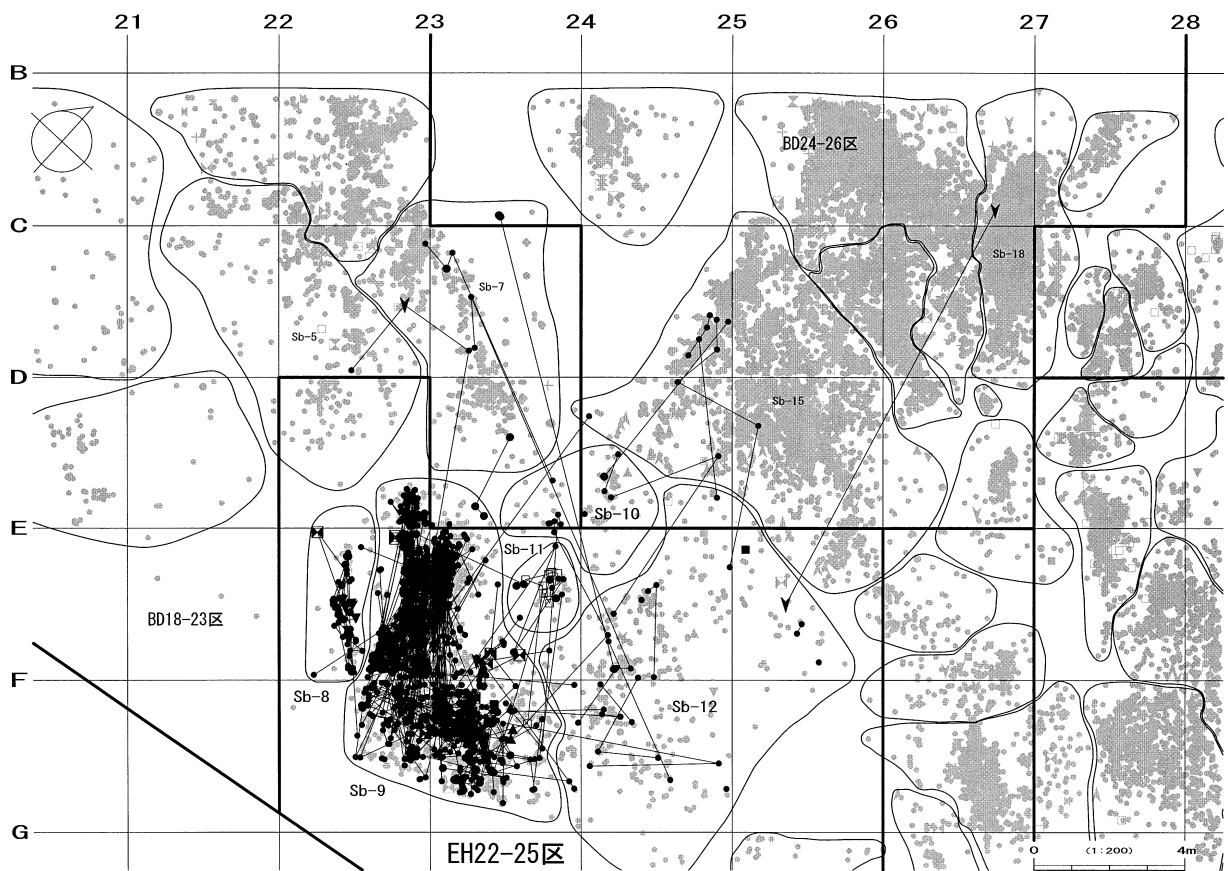 21 22 23 24 25 26 27 28
B
BD24-26区
C
Sb-18
Sb-7
Sb-5
D
Sb-15
Sb-10
E
Sb-11
BD18-23区
F
Sb-8
Sb-12
Sb-9
G
EH22-25区
0 (1:200) 4m